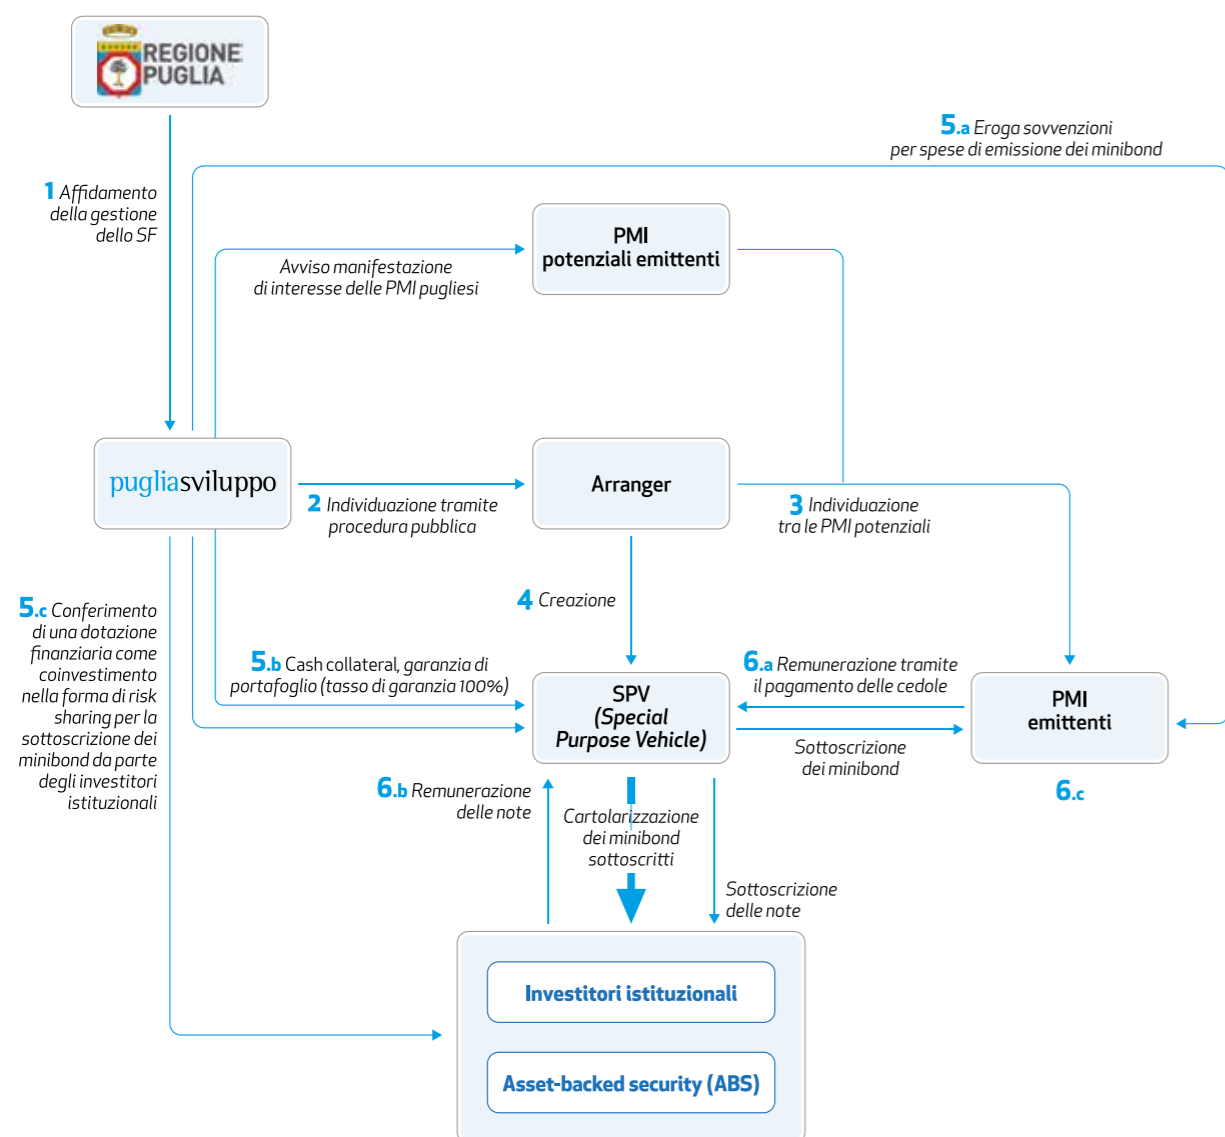 REGIONE
PUGLIA
5.a Eroga sovvenzioni
per spese di emissione dei minibond
1 Affidamento
della gestione
dello SF
PMI
potenziali emittenti
Avviso manifestazione
di interesse delle PMI pugliesi
pugliasviluppo
Arranger
2 Individuazione tramite
procedura pubblica
3 Individuazione
tra le PMI potenziali
4 Creazione
5.c Conferimento
di una dotazione
finanziaria come
coinvestimento
nella forma di risk
sharing per la
sottoscrizione dei
minibond da parte
degli investitori
istituzionali
5.b Cash collateral, garanzia di
portafoglio (tasso di garanzia 100%)
6.a Remunerazione tramite
il pagamento delle cedole
SPV
(Special
Purpose Vehicle)
PMI
emittenti
Sottoscrizione
dei minibond
6.c
6.b Remunerazione
delle note
Cartolarizzazione
dei minibond
sottoscritti
Sottoscrizione
delle note
Investitori istituzionali
Asset-backed security (ABS)